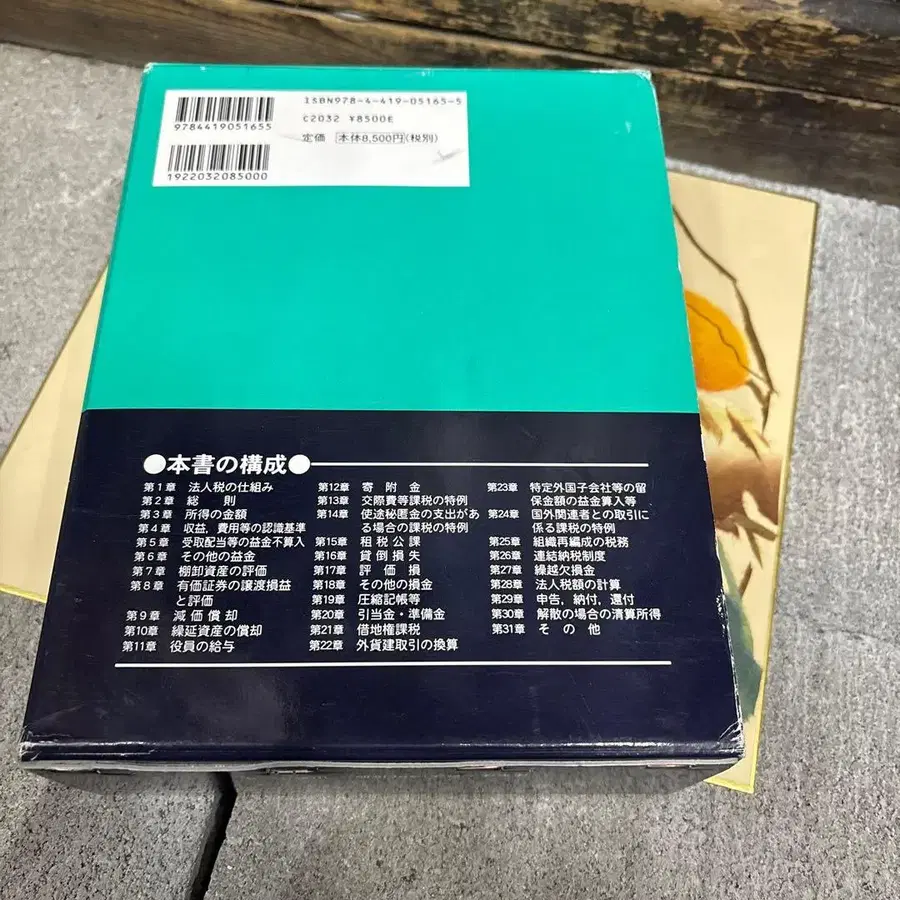 ISBN978-4-419-05165-5
C2032 ¥8500E
定価 本体8,500円(税別)
9784419051655
1922032085000
●本書の構成●
第1章 法人税の仕組み
第2章 総 則
第3章 所得の金額
第4章 収益,費用等の認識基準
第5章 受取配当等の益金不算入
第6章 その他の益金
第7章 棚卸資産の評価
第8章 有価証券の譲渡損益
と評価
第9章 減価償却
第10章 繰延資産の償却
第11章 役員の給与
第12章 寄附金
第13章 交際費等課税の特例
第14章 使途秘匿金の支出があ
る場合の課税の特例
第15章 租税公課
第16章 貸倒損失
第17章 評価損
第18章 その他の損金
第19章 圧縮記帳等
第20章 引当金・準備金
第21章 借地権課税
第22章 外貨建取引の換算
第23章 特定外国子会社等の留
保金額の益金算入等
第24章 国外関連者との取引に
係る課税の特例
第25章 組織再編成の税務
第26章 連結納税制度
第27章 繰越欠損金
第28章 法人税額の計算
第29章 申告,納付,還付
第30章 解散の場合の清算所得
第31章 その他